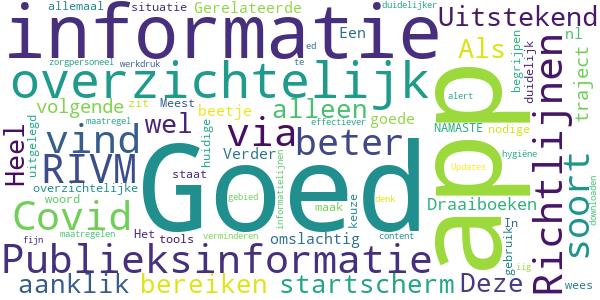 allemaal situatie Gerelateerde duidelijker
informatie Een Uitstekend
zorgpersoneel werkdruk ed te Als nl
overzichtelijk begrijpen duidelijk traject
volgende zit Meest beetje alleen goede
uitgelegd maatregel effectiever alert
Heel vind wel via beter NAMASTE nodige
RIVM huidige Verder informatielijnen hygiëne
Goed app Richtlijnen soort
overzichtelijke staat Updates
woord gebied maak keuze Draaiboeken downloaden
Covid
maatregelen Het tools omslachtig In
fijn verminderen content denk gebruik iig
Publieksinformatie
aanklik bereiken startscherm Deze wees